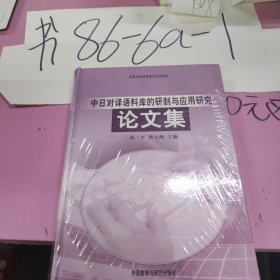 书86-6a-1
0元
中日对译语料库的研制与应用研究
论文集
徐一平 曹大峰 主编
外语教学与研究出版社